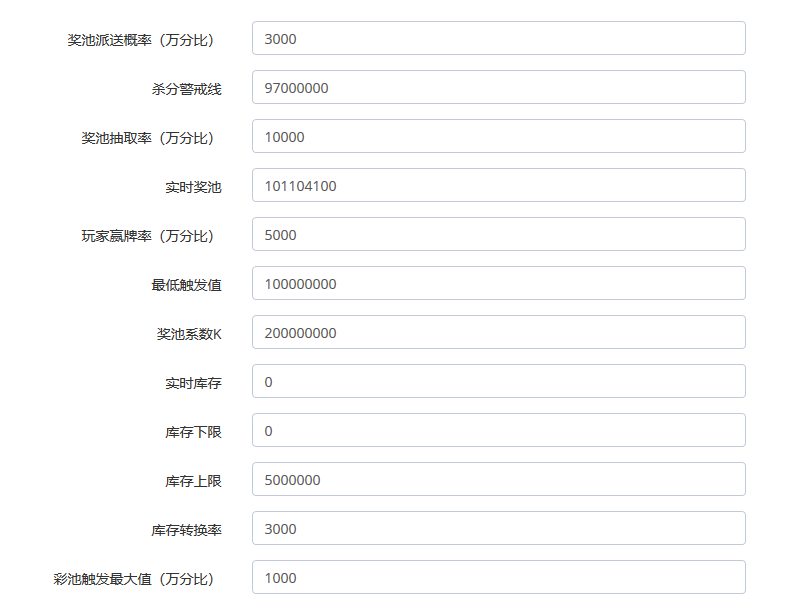 奖池派送概率（万分比） 3000
杀分警戒线 97000000
奖池抽取率（万分比） 10000
实时奖池 101104100
玩家赢牌率（万分比） 5000
最低触发值 100000000
奖池系数K 200000000
实时库存 0
库存下限 0
库存上限 5000000
库存转换率 3000
彩池触发最大值（万分比） 1000